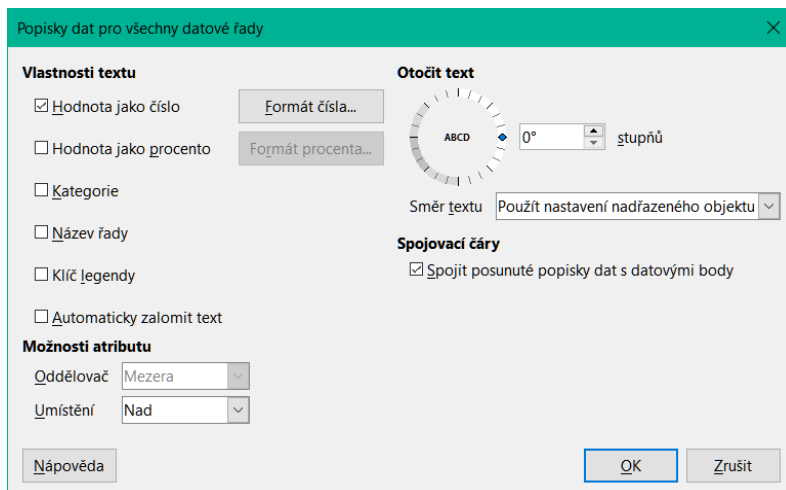 Popisky dat pro všechny datové řady
Vlastnosti textu
Hodnota jako číslo
Formát čísla...
Hodnota jako procento
Formát procenta...
Kategorie
Název řady
Klíč legendy
Automaticky zalomit text
Možnosti atributu
Oddělovač
Mezera
Umístění
Nad
Otočit text
ABCD
0°
stupňů
Směr textu
Použít nastavení nadřazeného objektu
Spojovací čáry
Spojit posunuté popisky dat s datovými body
Nápověda
OK
Zrušit